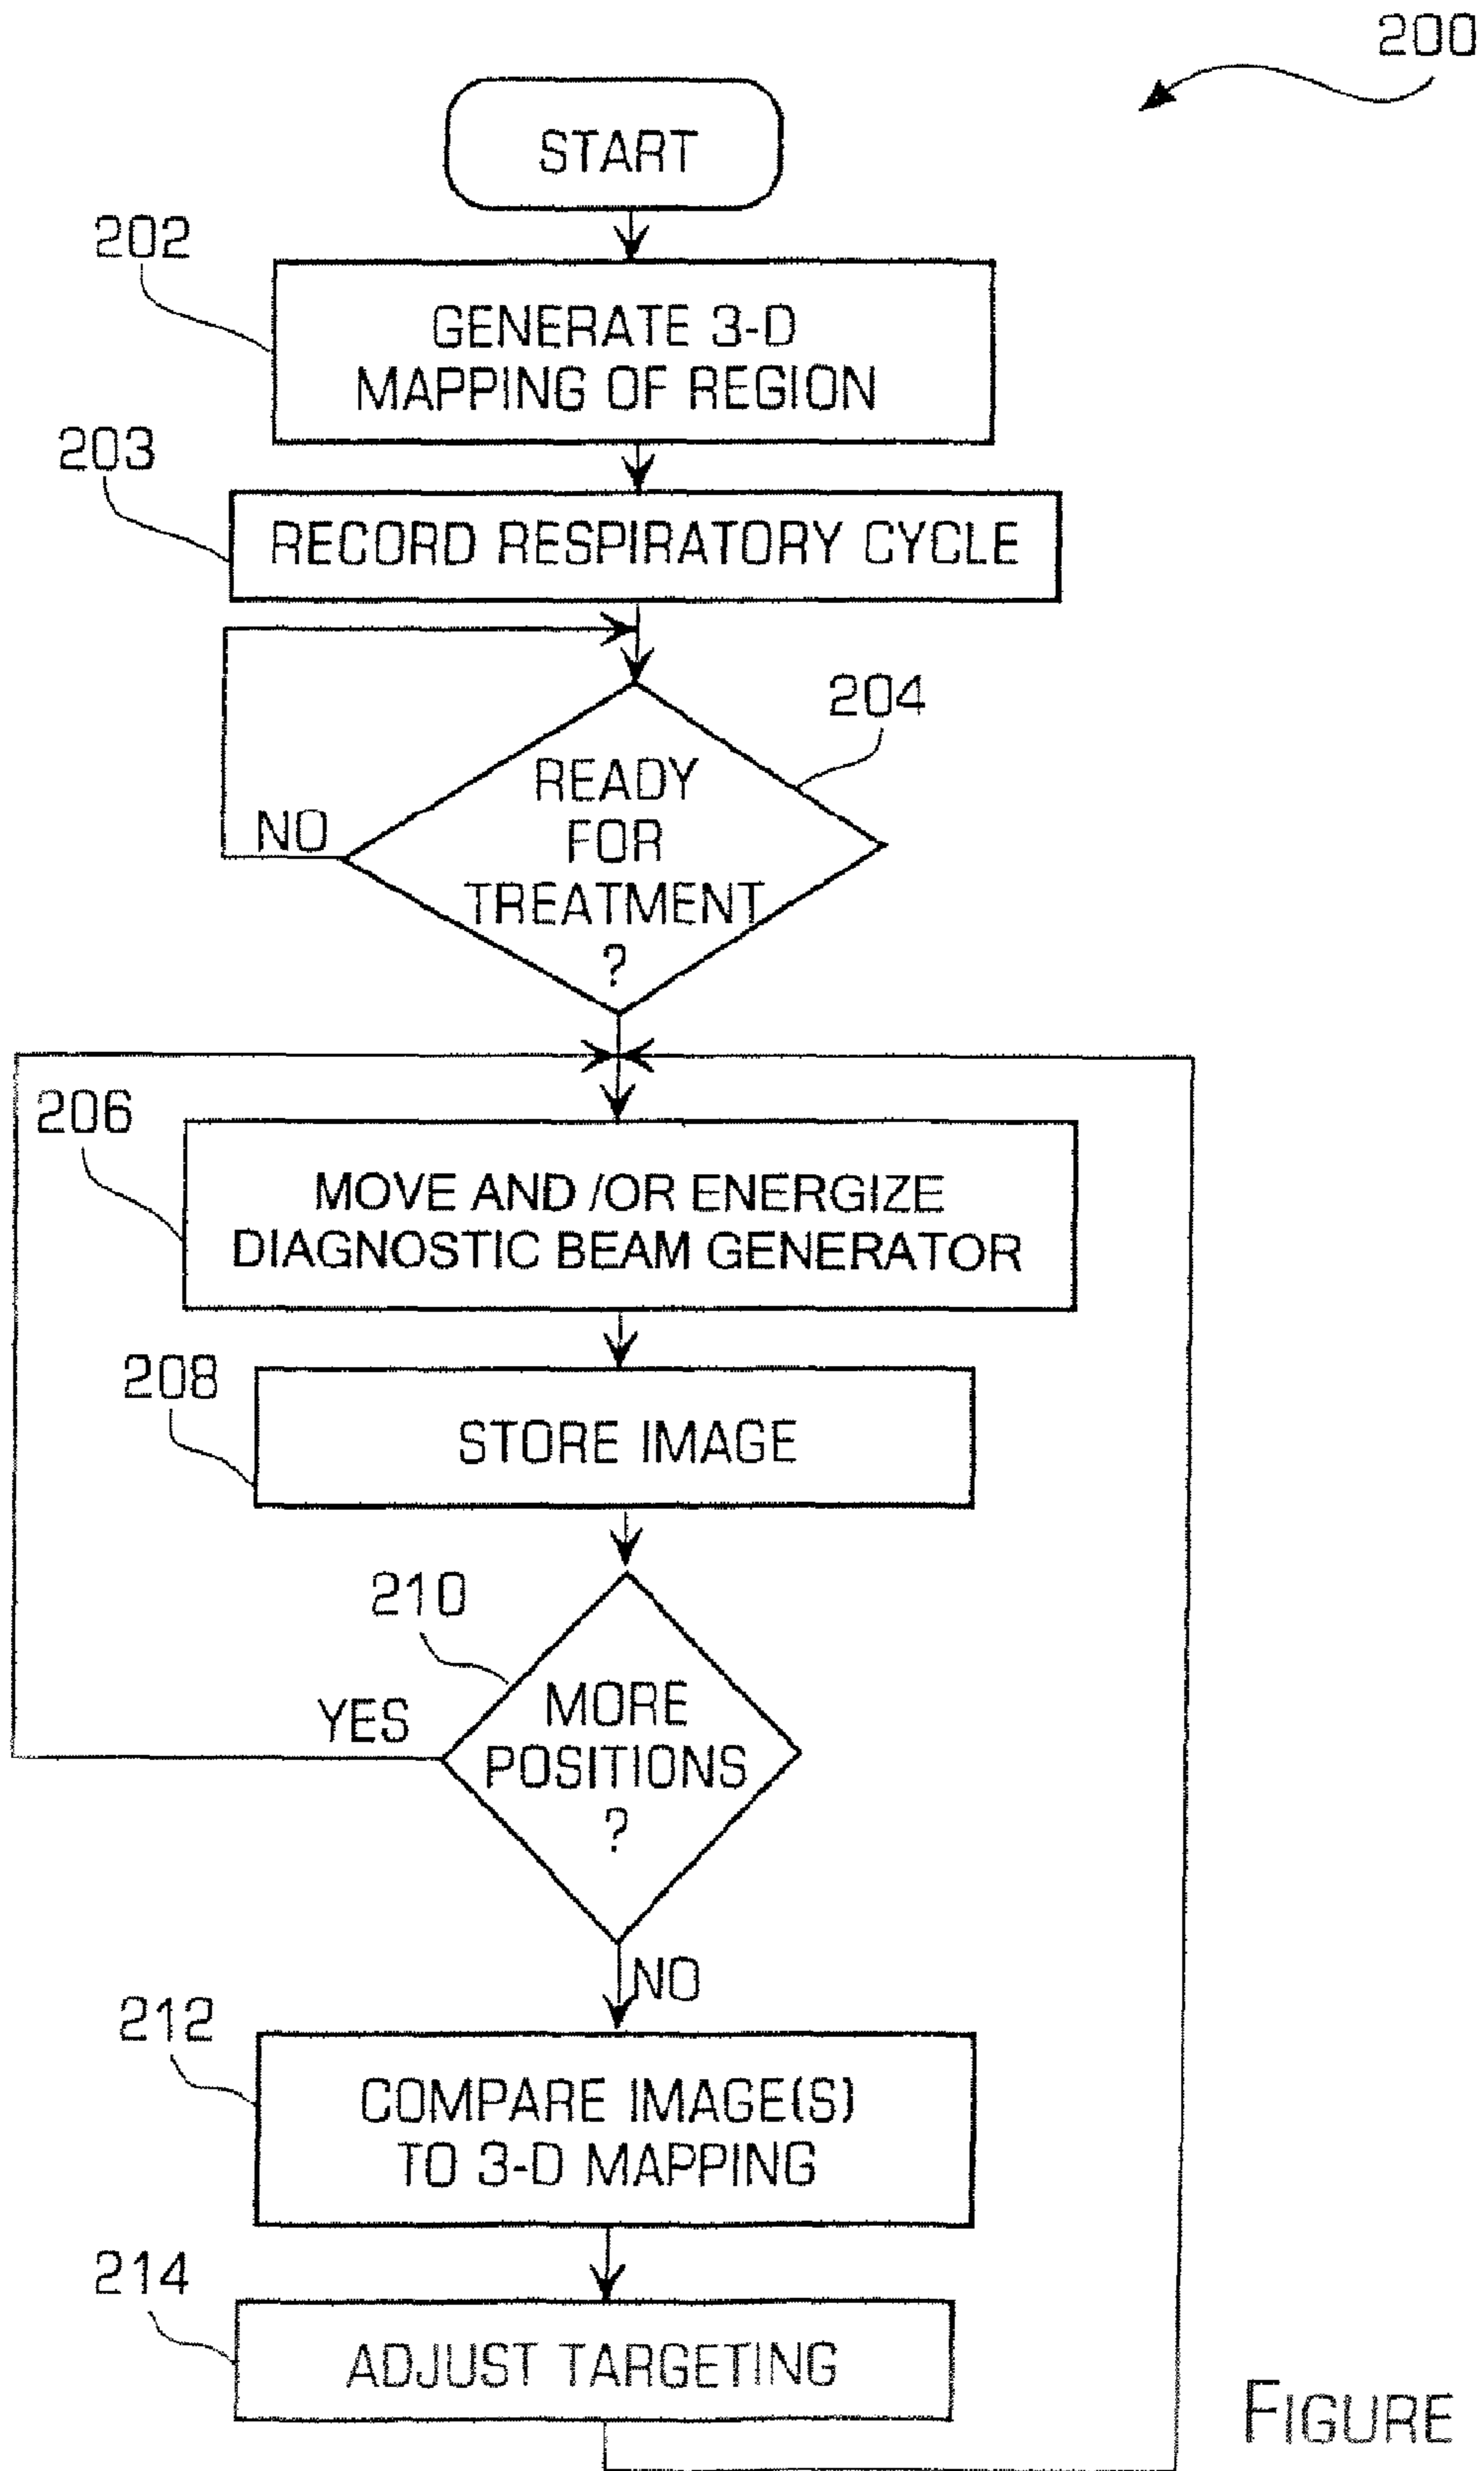 200
START
202
GENERATE 3-D
MAPPING OF REGION
203
RECORD RESPIRATORY CYCLE
204
READY
FOR
TREATMENT
?
NO
206
MOVE AND /OR ENERGIZE
DIAGNOSTIC BEAM GENERATOR
208
STORE IMAGE
210
MORE
POSITIONS
?
YES
NO
212
COMPARE IMAGE(S)
TO 3-D MAPPING
214
ADJUST TARGETING
FIGURE